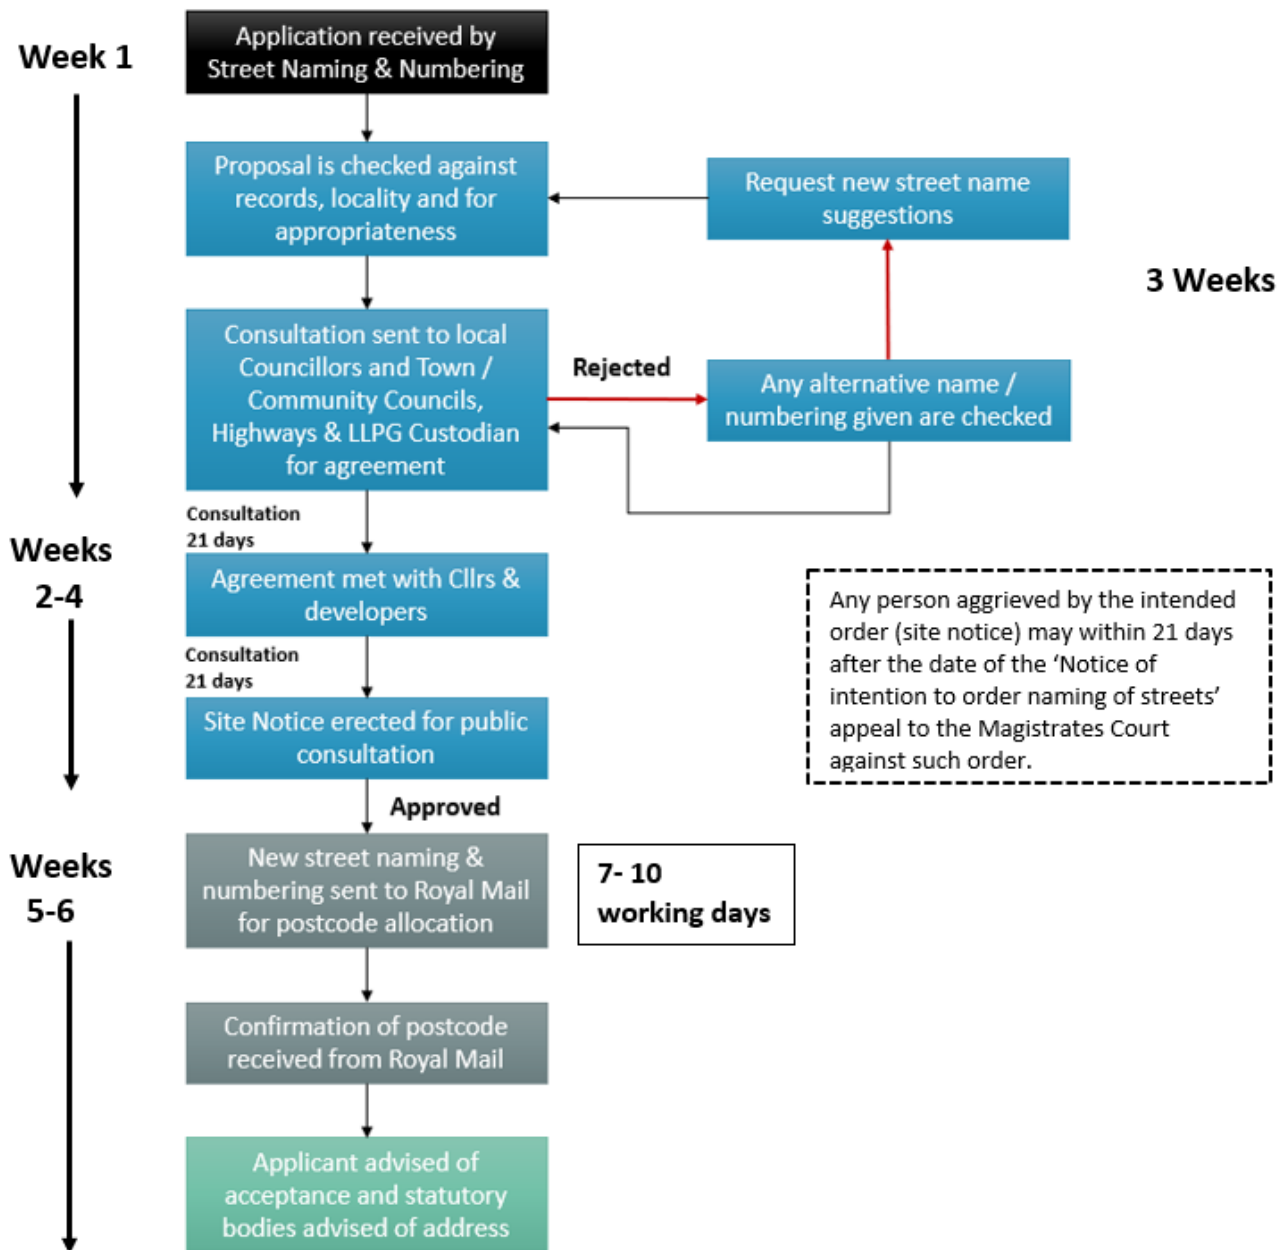 Week 1
Application received by
Street Naming & Numbering
Proposal is checked against
records, locality and for
appropriateness
Request new street name
suggestions
3 Weeks
Consultation sent to local
Councillors and Town /
Community Councils,
Highways & LLPG Custodian
for agreement
Rejected
Any alternative name /
numbering given are checked
Consultation
21 days
Weeks
2-4
Agreement met with Cllrs &
developers
Any person aggrieved by the intended
order (site notice) may within 21 days
after the date of the ‘Notice of
intention to order naming of streets’
appeal to the Magistrates Court
against such order.
Consultation
21 days
Site Notice erected for public
consultation
Approved
Weeks
5-6
New street naming &
numbering sent to Royal Mail
for postcode allocation
7- 10
working days
Confirmation of postcode
received from Royal Mail
Applicant advised of
acceptance and statutory
bodies advised of address